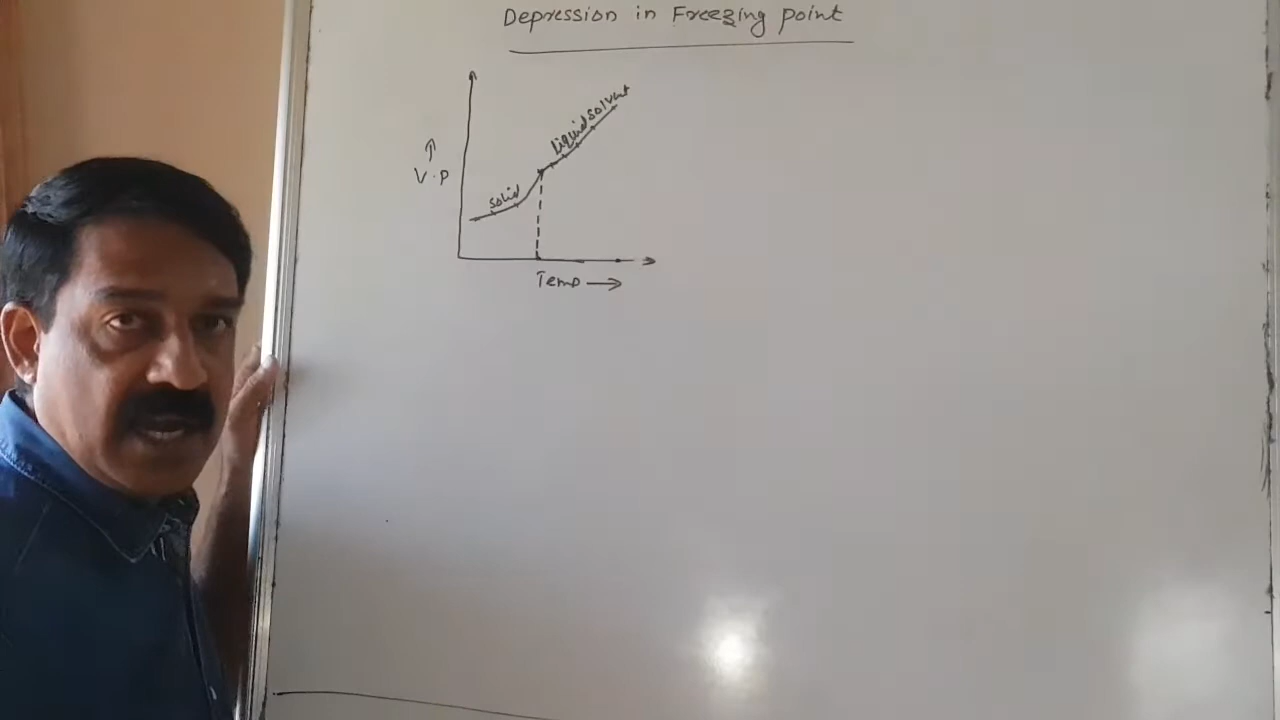 Depression in Freezing point
Liquid solvent
↑
V.P
solid
Temp →